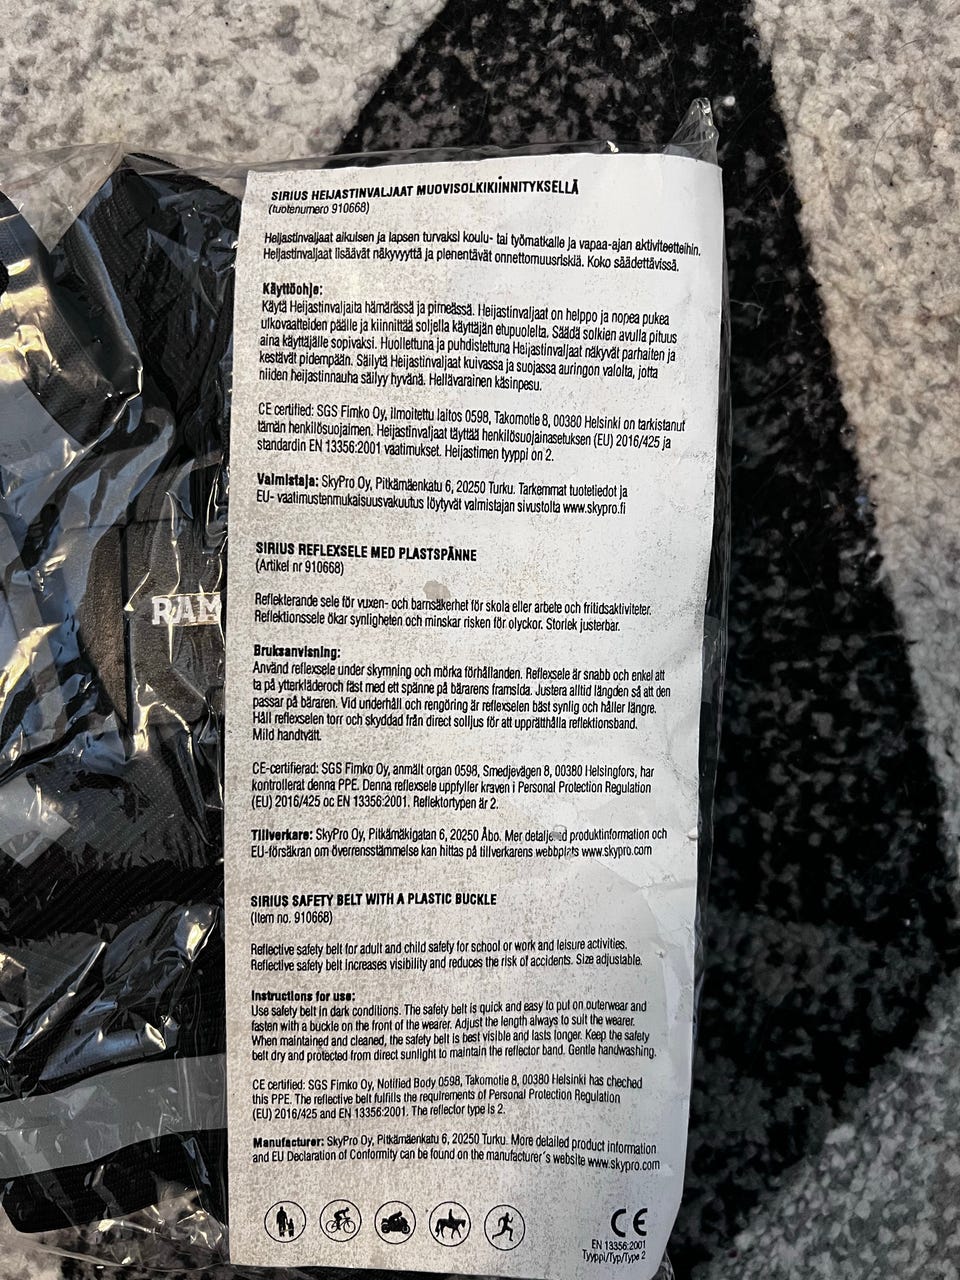 SIRIUS HEIJASTINVALJAAT MUOVISOLKIKIINNITYKSELLÄ
(tuotenumero 910668)
Heijastinvaljaat aikuisen ja lapsen turvaksi koulu- tai työmatkalle ja vapaa-ajan aktiviteetteihin.
Heijastinvaljaat lisäävät näkyvyyttä ja pienentävät onnettomuusriskiä. Koko säädettävissä.
Käyttöohje:
Käytä Heijastinvaljaita hämärässä ja pimeässä. Heijastinvaljaat on helppo ja nopea pukea
ulkovaatteiden päälle ja kiinnittää soljella käyttäjän etupuolelta. Säädä solkien avulla pituus
aina käyttäjälle sopivaksi. Huollettuna ja puhdistettuna Heijastinvaljaat näkyvät parhaiten ja
kestävät pidempään. Säilytä Heijastinvaljaat kuivassa ja suojassa auringon valolta, jotta
niiden heijastinnauha säilyy hyvänä. Hellävarainen käsinpesu.
CE certified: SGS Fimko Oy, ilmoitettu laitos 0598, Takomotie 8, 00380 Helsinki on tarkistanut
tämän henkilösuojaimen. Heijastinvaljaat täyttää henkilösuojainasetuksen (EU) 2016/425 ja
standardin EN 13356:2001 vaatimukset. Heijastimen tyyppi on 2.
Valmistaja: SkyPro Oy, Pitkämäenkatu 6, 20250 Turku. Tarkemmat tuotetiedot ja
EU- vaatimustenmukaisuusvakuutus löytyvät valmistajan sivustolta www.skypro.fi
RAM
SIRIUS REFLEXSELE MED PLASTSPÄNNE
(Artikel nr 910668)
Reflekterande sele för vuxen- och barnsäkerhet för skola eller arbete och fritidsaktiviteter.
Reflektionssele ökar synligheten och minskar risken för olyckor. Storlek justerbar.
Bruksanvisning:
Använd reflexsele under skymning och mörka förhållanden. Reflexsele är snabb och enkel att
ta på ytterkläderoch fäst med ett spänne på bärarens framsida. Justera alltid längden så att den
passar på bäraren. Vid underhåll och rengöring är reflexselen bäst synlig och håller längre.
Håll reflexselen torr och skyddad från direct solljus för att upprätthålla reflektionsband.
Mild handtvätt.
CE-certifierad: SGS Fimko Oy, anmält organ 0598, Smedjevägen 8, 00380 Helsingfors, har
kontrollerat denna PPE. Denna reflexsele uppfyller kraven i Personal Protection Regulation
(EU) 2016/425 oc EN 13356:2001. Reflektortypen är 2.
Tillverkare: SkyPro Oy, Pitkämäkigatan 6, 20250 Åbo. Mer produktinformation och
EU-försäkran om överrensstämmelse kan hittas på tillverkarens webbplats www.skypro.com
SIRIUS SAFETY BELT WITH A PLASTIC BUCKLE
(Item no. 910668)
Reflective safety belt for adult and child safety for school or work and leisure activities.
Reflective safety belt increases visibility and reduces the risk of accidents. Size adjustable.
Instructions for use:
Use safety belt in dark conditions. The safety belt is quick and easy to put on outerwear and
fasten with a buckle on the front of the wearer. Adjust the length always to suit the wearer.
When maintained and cleaned, the safety belt is best visible and lasts longer. Keep the safety
belt dry and protected from direct sunlight to maintain the reflector band. Gentle handwashing.
CE certified: SGS Fimko Oy, Notified Body 0598, Takomotie 8, 00380 Helsinki has cheched
this PPE. The reflective belt fulfills the requirements of Personal Protection Regulation
(EU) 2016/425 and EN 13356:2001. The reflector type is 2.
Manufacturer: SkyPro Oy, Pitkämäenkatu 6, 20250 Turku. More detailed product information
and EU Declaration of Conformity can be found on the manufacturer´s website www.skypro.com
CE
EN 13356:2001
Tyyppi/Typ/Type 2